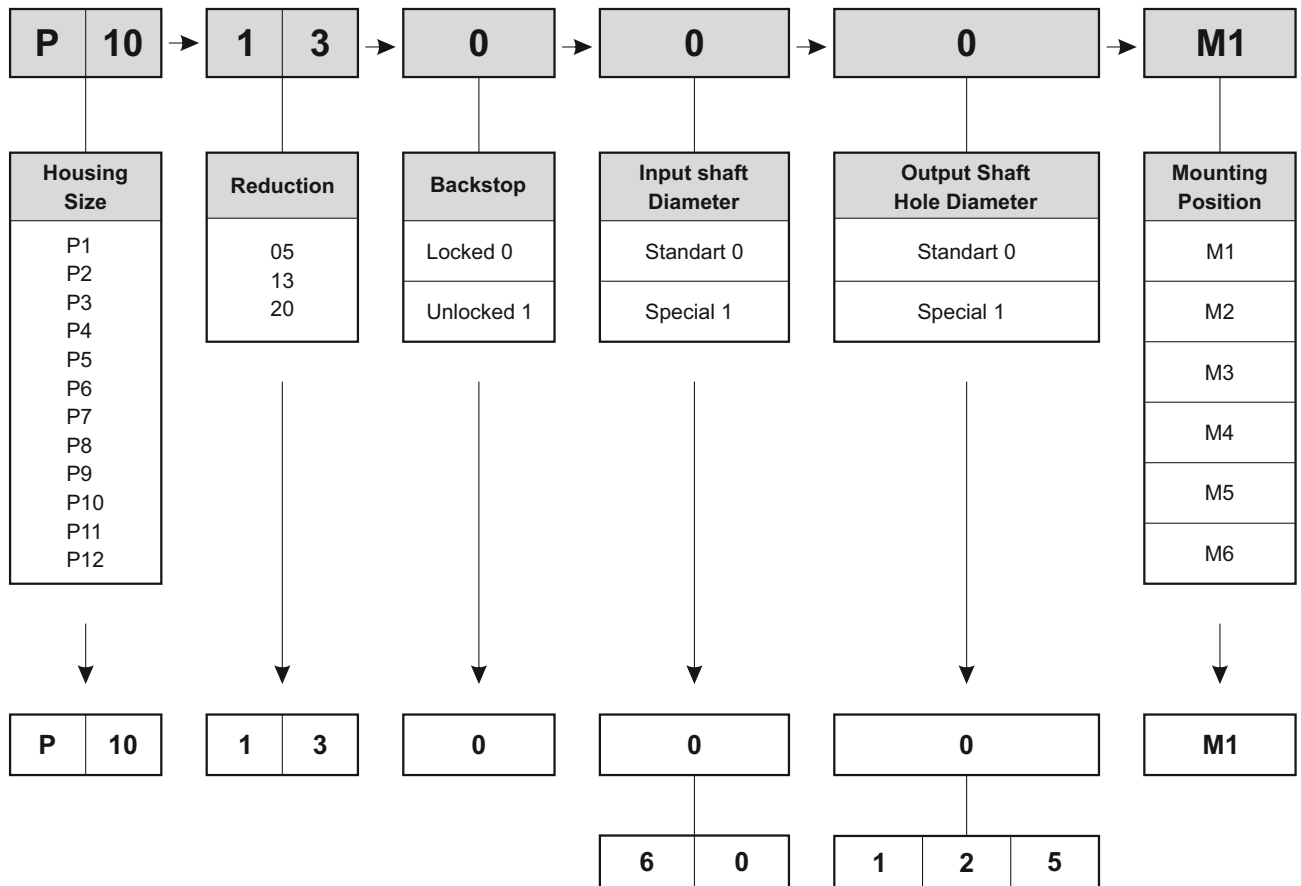 P 10 1 3 0 0 0 M1
Housing
Size
P1
P2
P3
P4
P5
P6
P7
P8
P9
P10
P11
P12
Reduction
05
13
20
Backstop
Locked 0
Unlocked 1
Input shaft
Diameter
Standart 0
Special 1
Output Shaft
Hole Diameter
Standart 0
Special 1
Mounting
Position
M1
M2
M3
M4
M5
M6
P 10 1 3 0 0 0 M1
6 0 1 2 5